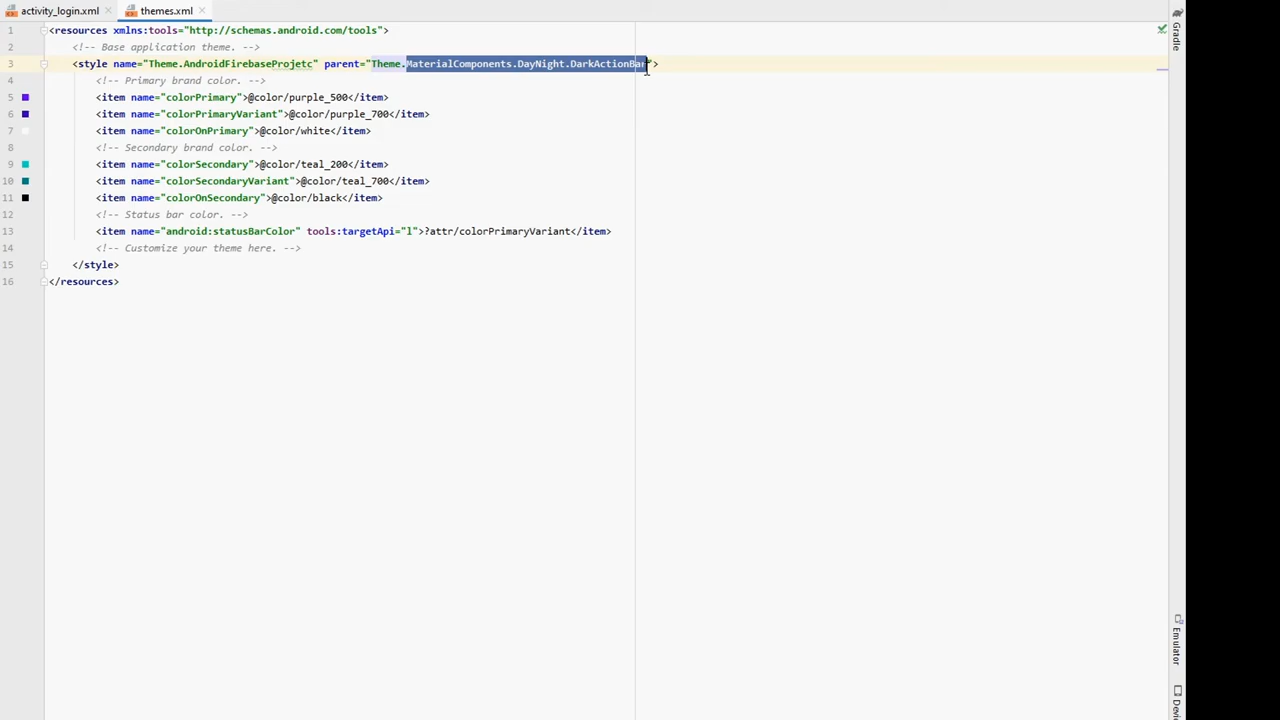 activity_login.xml
themes.xml
1 <resources xmlns:tools="http://schemas.android.com/tools">
2 <!-- Base application theme. -->
3 <style name="Theme.AndroidFirebaseProjetc" parent="Theme.MaterialComponents.DayNight.DarkActionBar">
4 <!-- Primary brand color. -->
5 <item name="colorPrimary">@color/purple_500</item>
6 <item name="colorPrimaryVariant">@color/purple_700</item>
7 <item name="colorOnPrimary">@color/white</item>
8 <!-- Secondary brand color. -->
9 <item name="colorSecondary">@color/teal_200</item>
10 <item name="colorSecondaryVariant">@color/teal_700</item>
11 <item name="colorOnSecondary">@color/black</item>
12 <!-- Status bar color. -->
13 <item name="android:statusBarColor" tools:targetApi="l">?attr/colorPrimaryVariant</item>
14 <!-- Customize your theme here. -->
15 </style>
16 </resources>
Gradle
Emulator